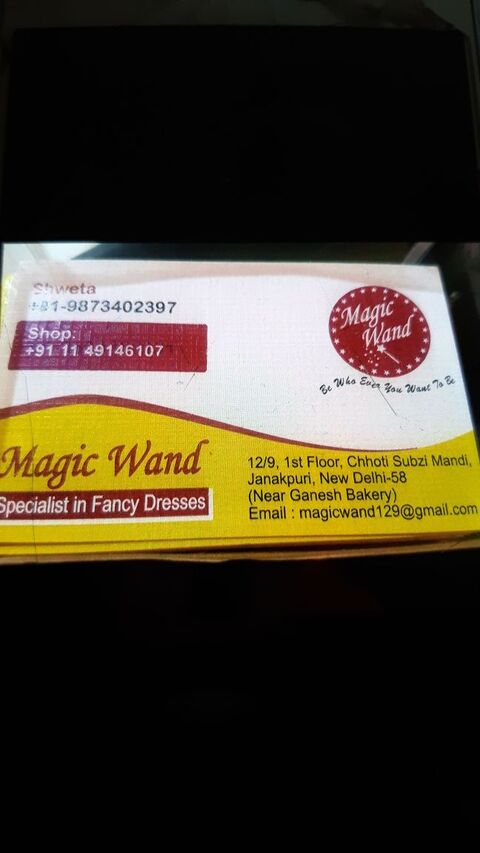 Shweta
+91-9873402397
Shop:
+91 11 49146107
Magic
Wand
Be Who Ever You Want To Be
Magic Wand
Specialist in Fancy Dresses
12/9, 1st Floor, Chhoti Subzi Mandi,
Janakpuri, New Delhi-58
(Near Ganesh Bakery)
Email : magicwand129@gmail.com